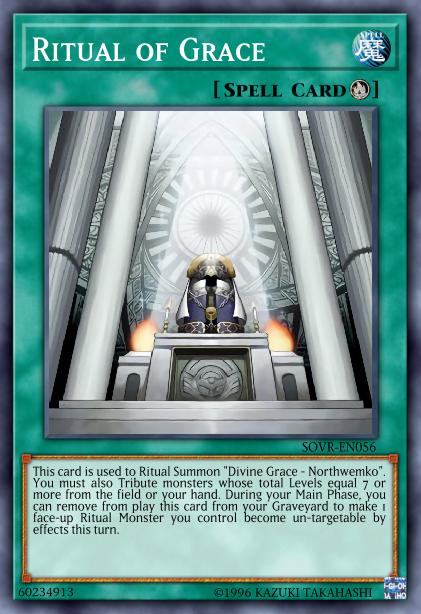 Ritual of Grace
SPELL
魔
[Spell Card]
SOVR-EN056
This card is used to Ritual Summon "Divine Grace - Northwemko".
You must also Tribute monsters whose total Levels equal 7 or
more from the field or your hand. During your Main Phase, you
can remove from play this card from your Graveyard to make 1
face-up Ritual Monster you control become un-targetable by
effects this turn.
60234913
©1996 KAZUKI TAKAHASHI